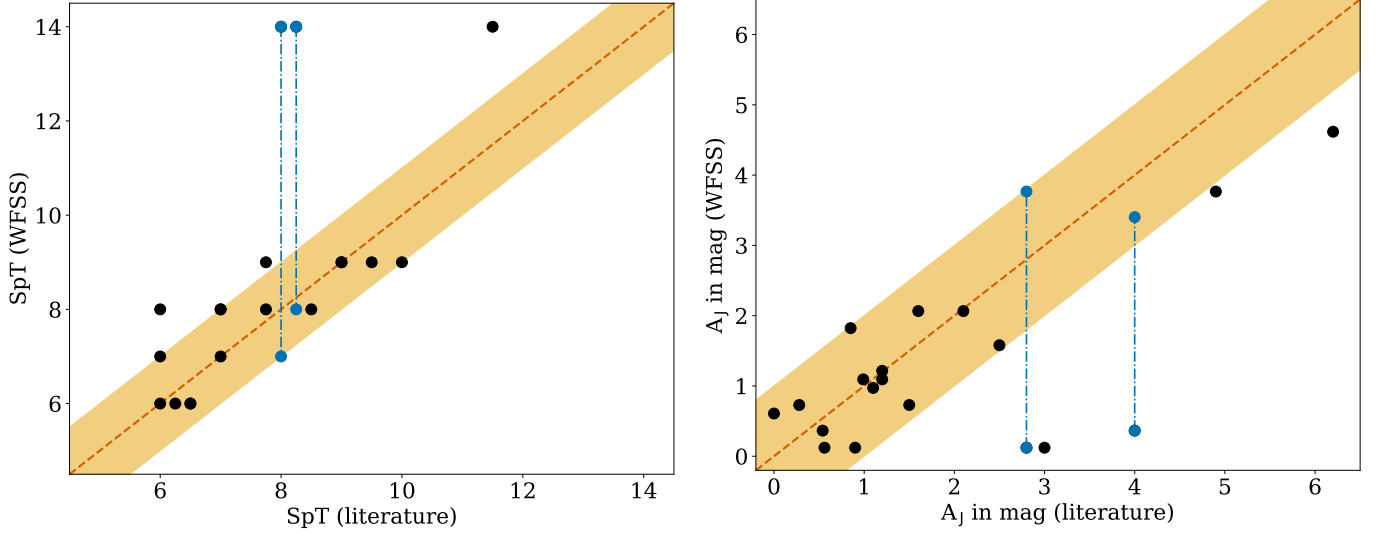 14
12
10
8
6
SpT (WFSS)
6 8 10 12 14
SpT (literature)
6
5
4
3
2
1
0
A_J in mag (WFSS)
0 1 2 3 4 5 6
A_J in mag (literature)